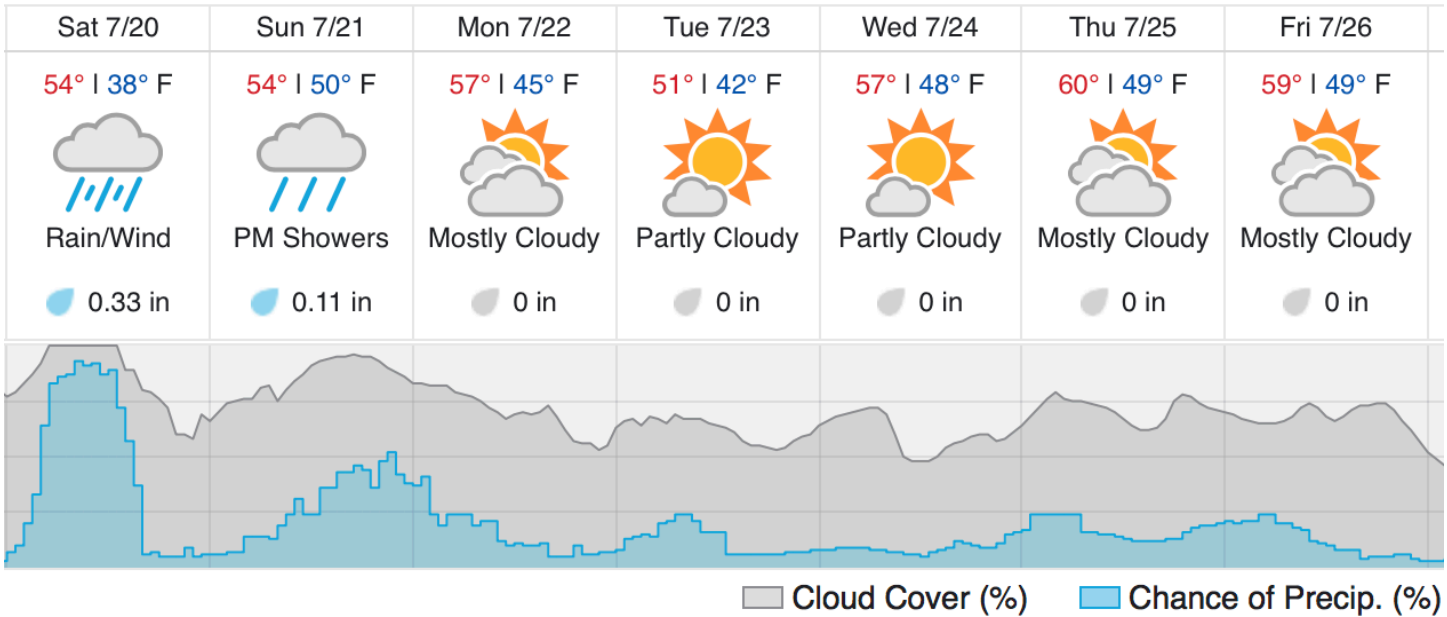 Sat 7/20 Sun 7/21 Mon 7/22 Tue 7/23 Wed 7/24 Thu 7/25 Fri 7/26
54° | 38° F 54° | 50° F 57° | 45° F 51° | 42° F 57° | 48° F 60° | 49° F 59° | 49° F
Rain/Wind PM Showers Mostly Cloudy Partly Cloudy Partly Cloudy Mostly Cloudy Mostly Cloudy
0.33 in 0.11 in 0 in 0 in 0 in 0 in 0 in
Cloud Cover (%) Chance of Precip. (%)